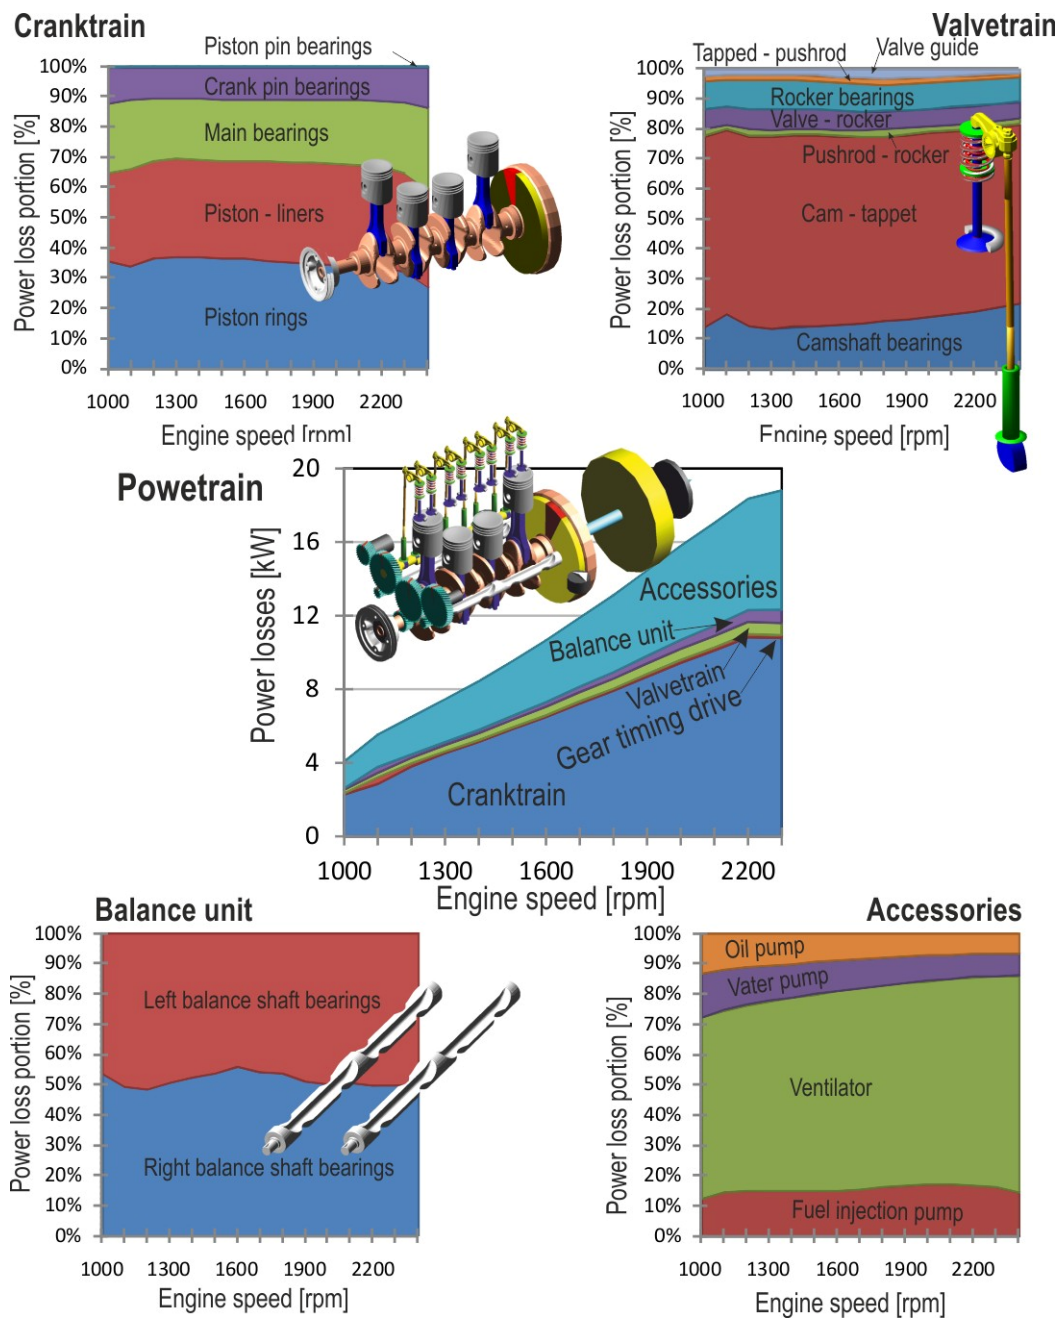 Cranktrain
Piston pin bearings
100%
90%
80%
70%
60%
50%
40%
30%
20%
10%
0%
Power loss portion [%]
Crank pin bearings
Main bearings
Piston - liners
Piston rings
1000 1300 1600 1900 2200
Engine speed [rpm]
Valvetrain
Tapped - pushrod
Valve guide
100%
90%
80%
70%
60%
50%
40%
30%
20%
10%
0%
Power loss portion [%]
Rocker bearings
Valve - rocker
Pushrod - rocker
Cam - tappet
Camshaft bearings
1000 1300 1600 1900 2200
Engine speed [rpm]
Powetrain
20
16
12
8
4
0
Power losses [kW]
Accessories
Balance unit
Valvetrain
Gear timing drive
Cranktrain
1000 1300 1600 1900 2200
Engine speed [rpm]
Balance unit
100%
90%
80%
70%
60%
50%
40%
30%
20%
10%
0%
Power loss portion [%]
Left balance shaft bearings
Right balance shaft bearings
1000 1300 1600 1900 2200
Engine speed [rpm]
Accessories
100%
90%
80%
70%
60%
50%
40%
30%
20%
10%
0%
Power loss portion [%]
Oil pump
Vater pump
Ventilator
Fuel injection pump
1000 1300 1600 1900 2200
Engine speed [rpm]